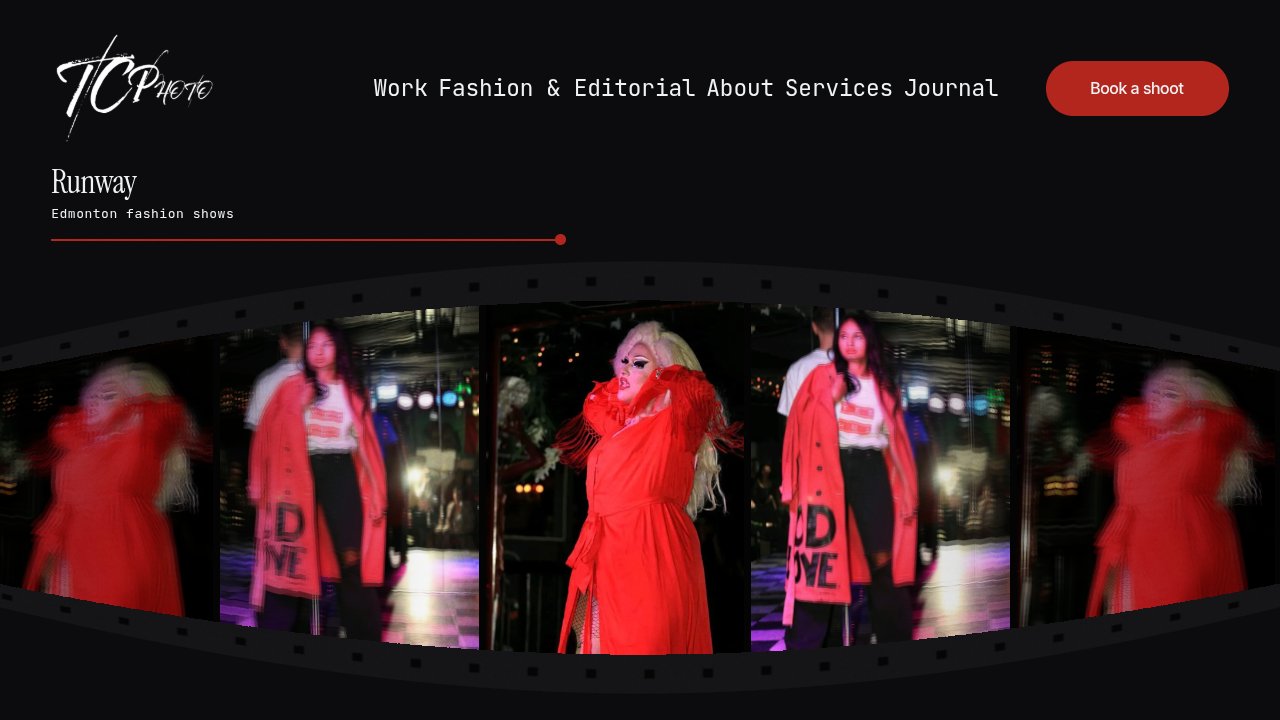 TCPHOTO
Work Fashion & Editorial About Services Journal
Book a shoot
Runway
Edmonton fashion shows